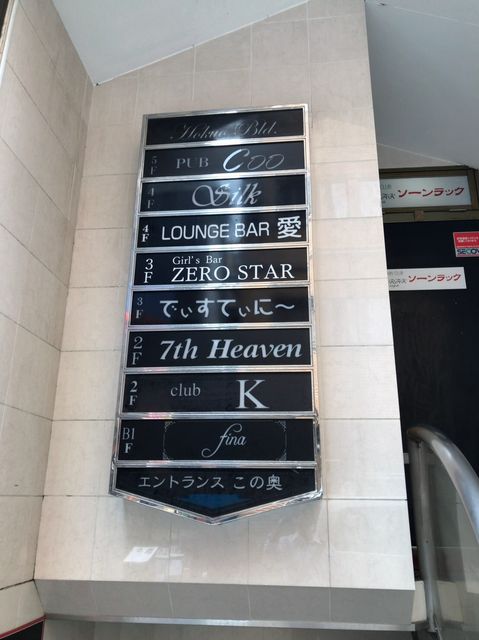 Hokuo Bld.
5F PUB Coo
4F Silk
4F LOUNGE BAR 愛
3F Girl's Bar
ZERO STAR
3F でぃすてぃに～
2F 7th Heaven
2F club K
B1F fina
エントランス この奥
ソーンラック
ソーンラック
SECOM